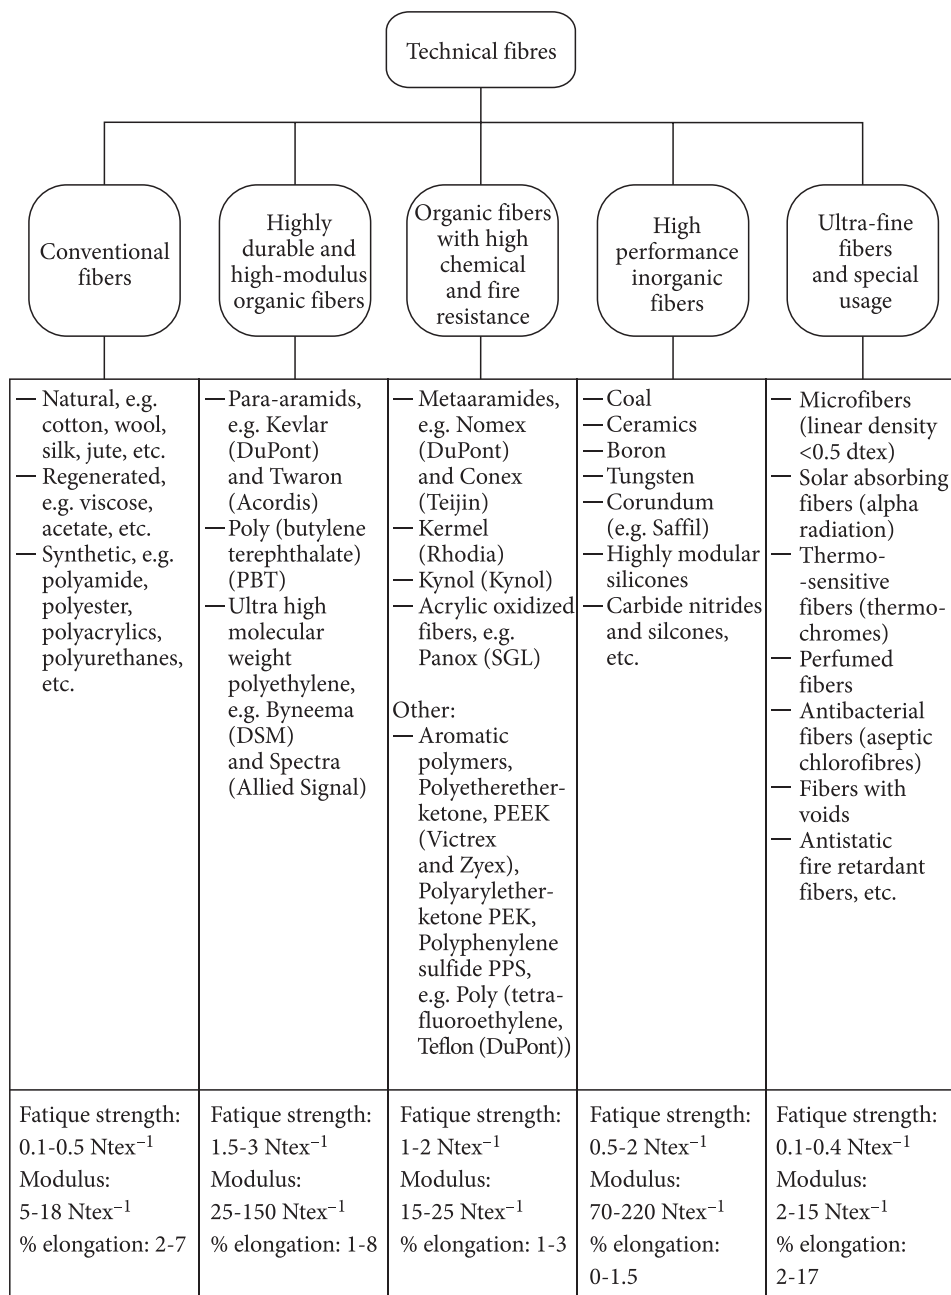 Technical fibres
Conventional
fibers
Highly
durable and
high-modulus
organic fibers
Organic fibers
with high
chemical
and fire
resistance
High
performance
inorganic
fibers
Ultra-fine
fibers
and special
usage
— Natural, e.g.
cotton, wool,
silk, jute, etc.
— Regenerated,
e.g. viscose,
acetate, etc.
— Synthetic, e.g.
polyamide,
polyester,
polyacrylics,
polyurethanes,
etc.
— Para-aramids,
e.g. Kevlar
(DuPont)
and Twaron
(Acordis)
— Poly (butylene
terephthalate)
(PBT)
— Ultra high
molecular
weight
polyethylene,
e.g. Byneema
(DSM)
and Spectra
(Allied Signal)
— Metaaramides,
e.g. Nomex
(DuPont)
and Conex
(Teijin)
— Kermel
(Rhodia)
— Kynol (Kynol)
— Acrylic oxidized
fibers, e.g.
Panox (SGL)
Other:
— Aromatic
polymers,
Polyetherether-
ketone, PEEK
(Victrex
and Zyex),
Polyarylether-
ketone PEK,
Polyphenylene
sulfide PPS,
e.g. Poly (tetra-
fluoroethylene,
Teflon (DuPont))
— Coal
— Ceramics
— Boron
— Tungsten
— Corundum
(e.g. Saffil)
— Highly modular
silicones
— Carbide nitrides
and silcones,
etc.
— Microfibers
(linear density
<0.5 dtex)
— Solar absorbing
fibers (alpha
radiation)
— Thermo-
-sensitive
fibers (thermo-
chromes)
— Perfumed
fibers
— Antibacterial
fibers (aseptic
chlorofibres)
— Fibers with
voids
— Antistatic
fire retardant
fibers, etc.
Fatique strength:
0.1-0.5 Ntex⁻¹
Modulus:
5-18 Ntex⁻¹
% elongation: 2-7
Fatique strength:
1.5-3 Ntex⁻¹
Modulus:
25-150 Ntex⁻¹
% elongation: 1-8
Fatique strength:
1-2 Ntex⁻¹
Modulus:
15-25 Ntex⁻¹
% elongation: 1-3
Fatique strength:
0.5-2 Ntex⁻¹
Modulus:
70-220 Ntex⁻¹
% elongation:
0-1.5
Fatique strength:
0.1-0.4 Ntex⁻¹
Modulus:
2-15 Ntex⁻¹
% elongation:
2-17